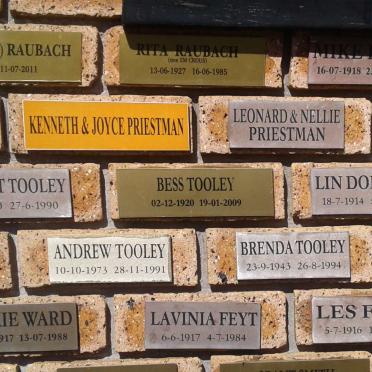 ) RAUBACH
11-07-2011
RITA RAUBACH
13-06-1927 16-06-1985
16-07-1918
KENNETH & JOYCE PRIESTMAN
LEONARD & NELLIE
PRIESTMAN
T TOOLEY
27-6-1990
BESS TOOLEY
02-12-1920 19-01-2009
18-7-1914
ANDREW TOOLEY
10-10-1973 28-11-1991
BRENDA TOOLEY
23-9-1943 26-8-1994
IE WARD
1917 13-07-1988
LAVINIA FEYT
6-6-1917 4-7-1984
LES F
5-7-1916